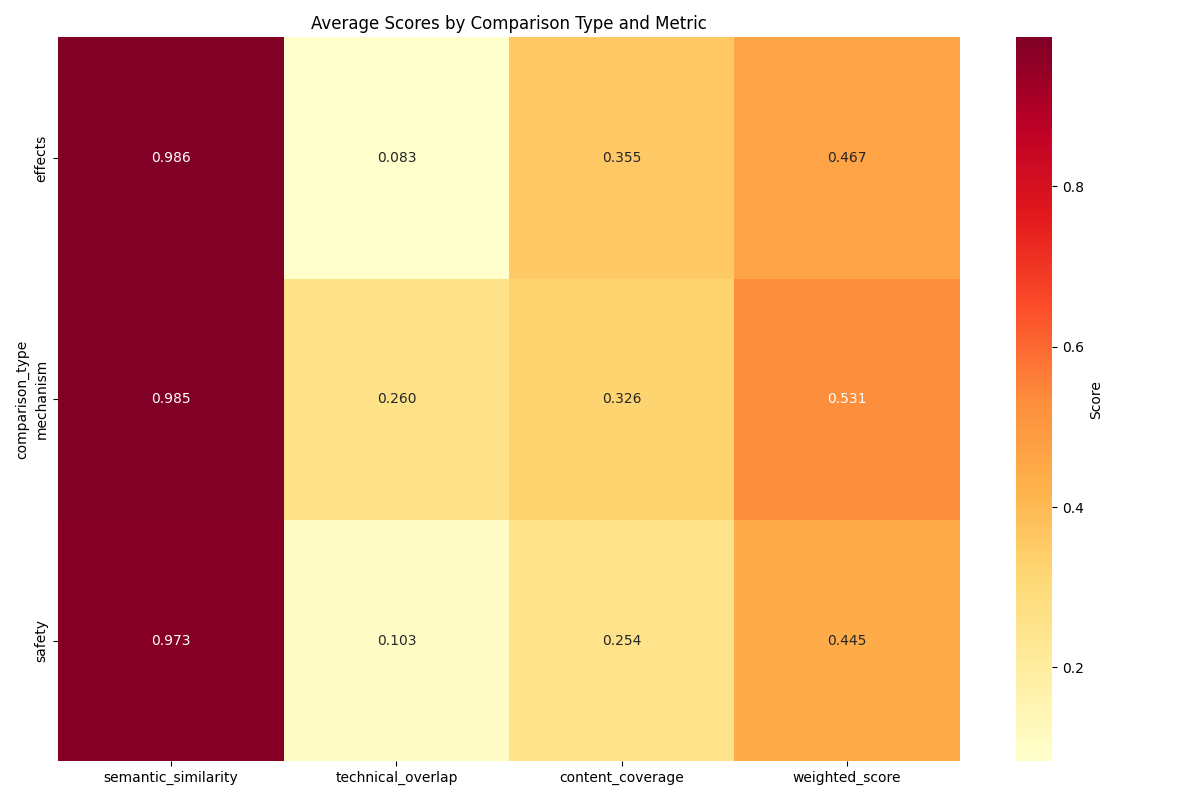 Average Scores by Comparison Type and Metric
comparison_type
effects
0.986 0.083 0.355 0.467
mechanism
0.985 0.260 0.326 0.531
safety
0.973 0.103 0.254 0.445
semantic_similarity technical_overlap content_coverage weighted_score
0.8
0.6
0.4
0.2
Score